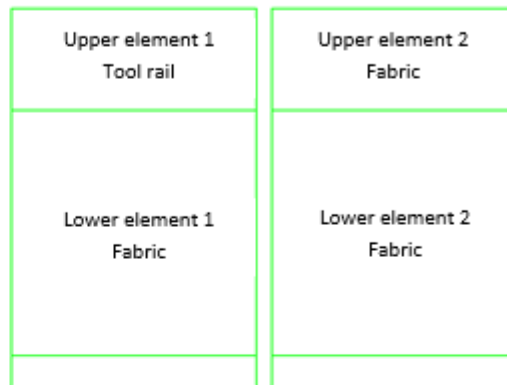 Upper element 1
Tool rail
Upper element 2
Fabric
Lower element 1
Fabric
Lower element 2
Fabric